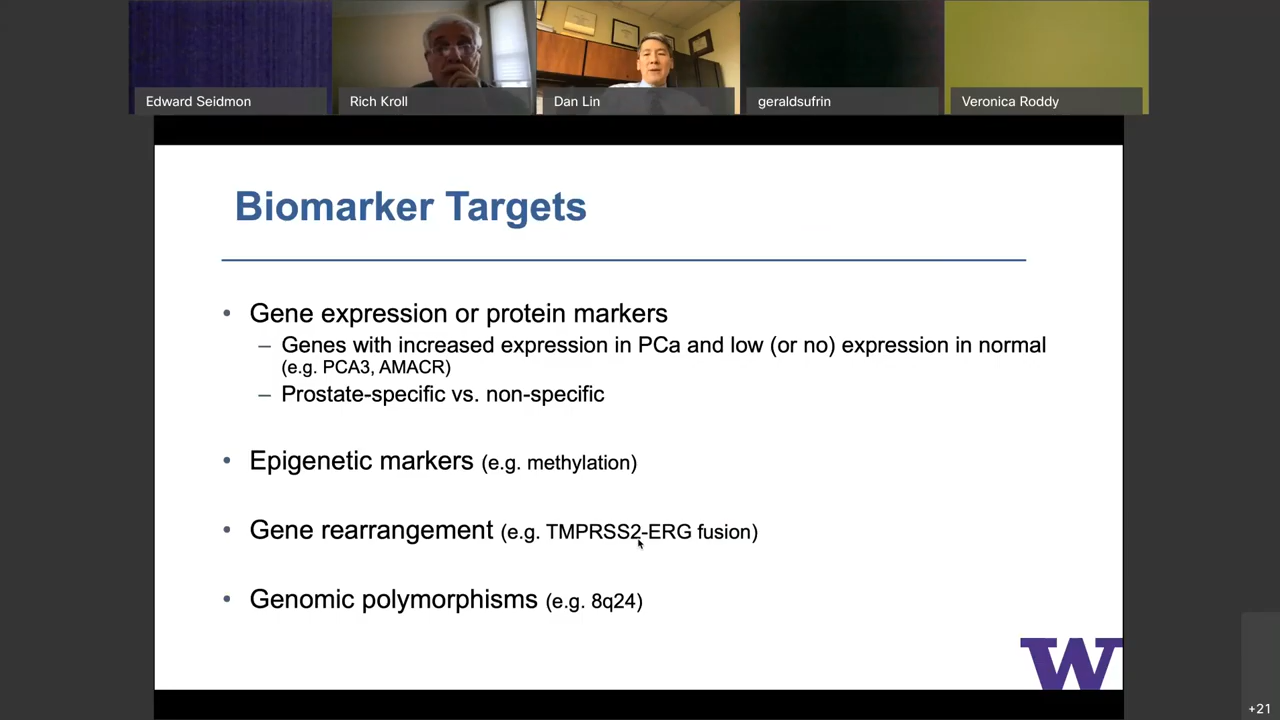 Edward Seidmon
Rich Kroll
Dan Lin
geraldsufrin
Veronica Roddy
Biomarker Targets
• Gene expression or protein markers
– Genes with increased expression in PCa and low (or no) expression in normal
(e.g. PCA3, AMACR)
– Prostate-specific vs. non-specific
• Epigenetic markers (e.g. methylation)
• Gene rearrangement (e.g. TMPRSS2-ERG fusion)
• Genomic polymorphisms (e.g. 8q24)
W
+21